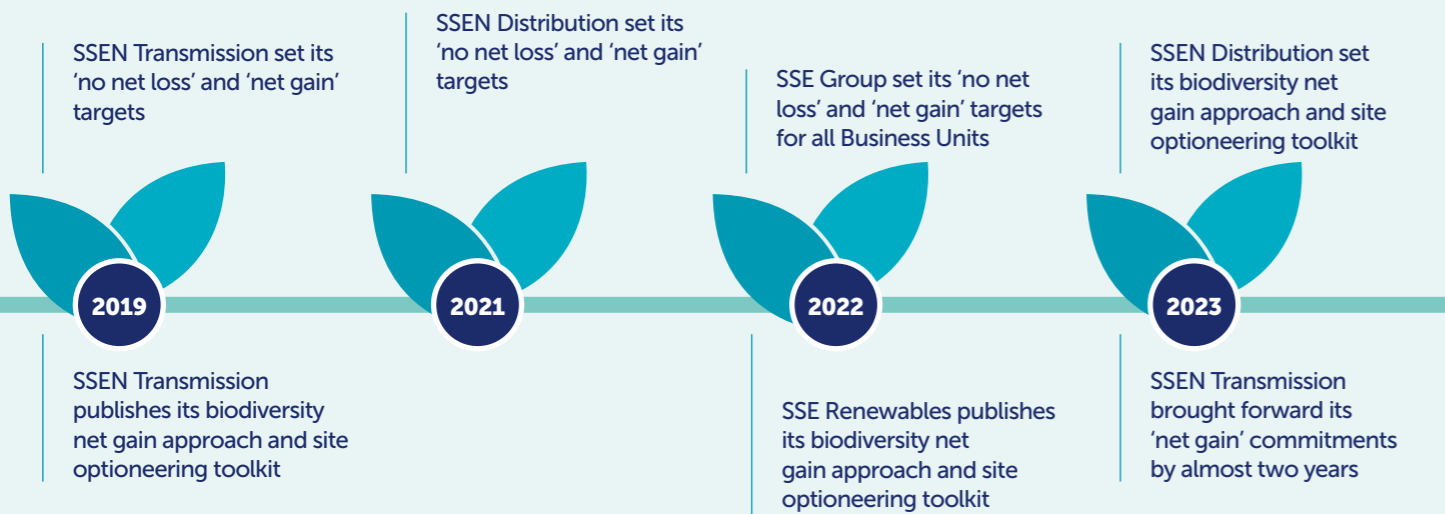 SSEN Transmission set its
‘no net loss’ and ‘net gain’
targets
2019
SSEN Transmission
publishes its biodiversity
net gain approach and site
optioneering toolkit
SSEN Distribution set its
‘no net loss’ and ‘net gain’
targets
2021
SSE Group set its ‘no net
loss’ and ‘net gain’ targets
for all Business Units
2022
SSE Renewables publishes
its biodiversity net
gain approach and site
optioneering toolkit
SSEN Distribution set
its biodiversity net
gain approach and site
optioneering toolkit
2023
SSEN Transmission
brought forward its
‘net gain’ commitments
by almost two years